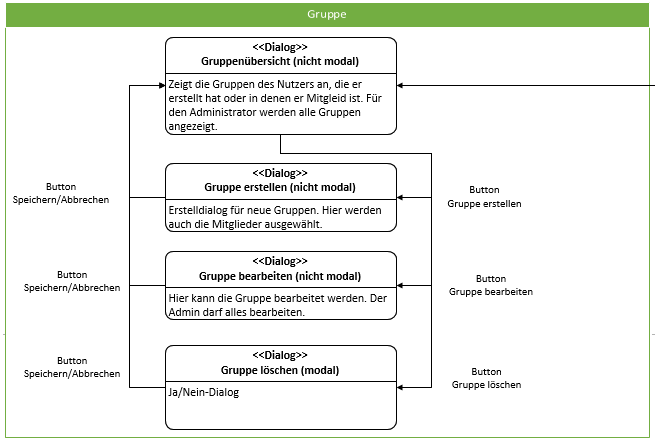 Gruppe
<<Dialog>>
Gruppenübersicht (nicht modal)
Zeigt die Gruppen des Nutzers an, die er
erstellt hat oder in denen er Mitgleid ist. Für
den Administrator werden alle Gruppen
angezeigt.
<<Dialog>>
Gruppe erstellen (nicht modal)
Erstelldialog für neue Gruppen. Hier werden
auch die Mitglieder ausgewählt.
Button
Speichern/Abbrechen
Button
Gruppe erstellen
<<Dialog>>
Gruppe bearbeiten (nicht modal)
Hier kann die Gruppe bearbeitet werden. Der
Admin darf alles bearbeiten.
Button
Speichern/Abbrechen
Button
Gruppe bearbeiten
<<Dialog>>
Gruppe löschen (modal)
Ja/Nein-Dialog
Button
Speichern/Abbrechen
Button
Gruppe löschen